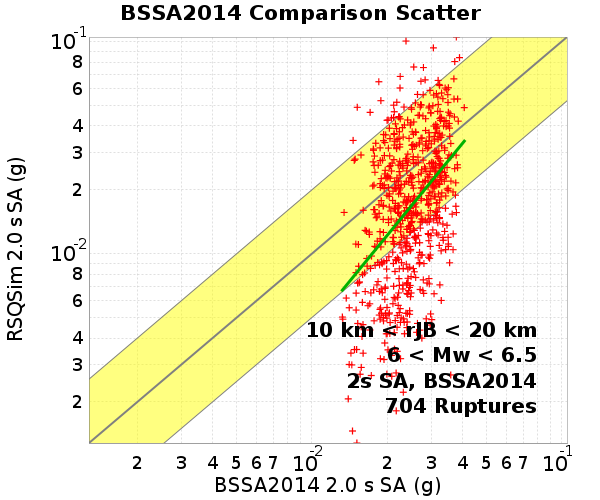 BSSA2014 Comparison Scatter
RSQSim 2.0 s SA (g)
10-1
8
6
4
3
2
10-2
8
6
4
3
2
10 km < rJB < 20 km
6 < Mw < 6.5
2s SA, BSSA2014
704 Ruptures
2 3 4 5 6 7 10-2 2 3 4 5 6 7 10-1
BSSA2014 2.0 s SA (g)